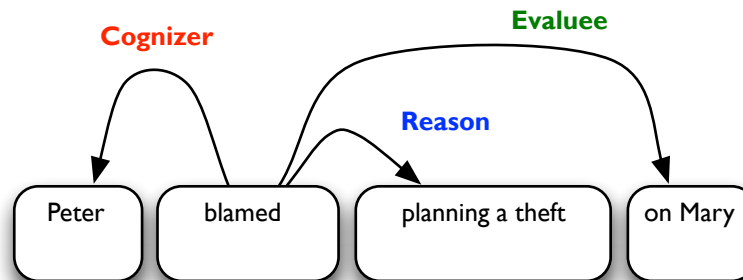 Evaluee
Cognizer
Reason
Peter
blamed
planning a theft
on Mary